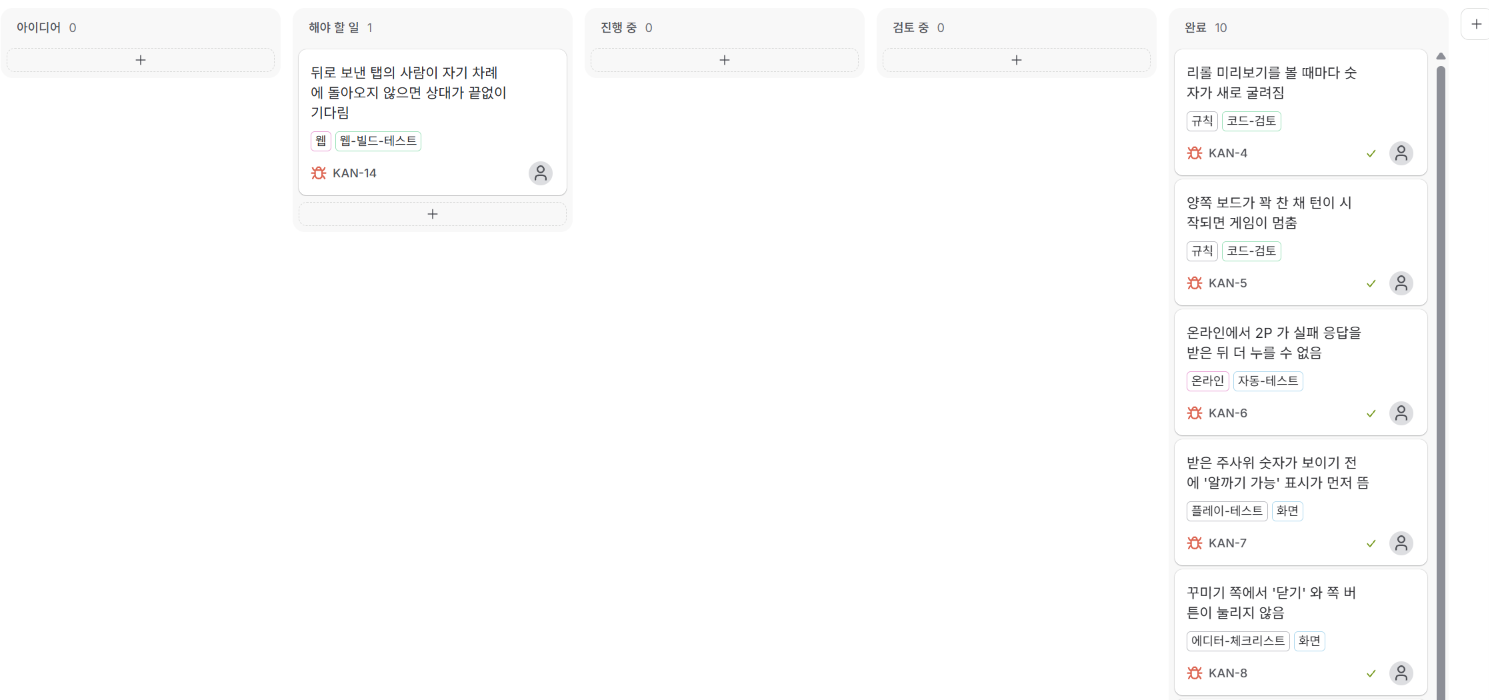 아이디어 0
해야 할 일 1
뒤로 보낸 탭의 사람이 자기 차례
에 돌아오지 않으면 상대가 끝없이
기다림
웹 웹-빌드-테스트
KAN-14
진행 중 0
검토 중 0
완료 10
리롤 미리보기를 볼 때마다 숫
자가 새로 굴려짐
규칙 코드-검토
KAN-4
양쪽 보드가 꽉 찬 채 턴이 시
작되면 게임이 멈춤
규칙 코드-검토
KAN-5
온라인에서 2P 가 실패 응답을
받은 뒤 더 누를 수 없음
온라인 자동-테스트
KAN-6
받은 주사위 숫자가 보이기 전
에 '알까기 가능' 표시가 먼저 뜸
플레이-테스트 화면
KAN-7
꾸미기 쪽에서 '닫기' 와 쪽 버
튼이 눌리지 않음
에디터-체크리스트 화면
KAN-8